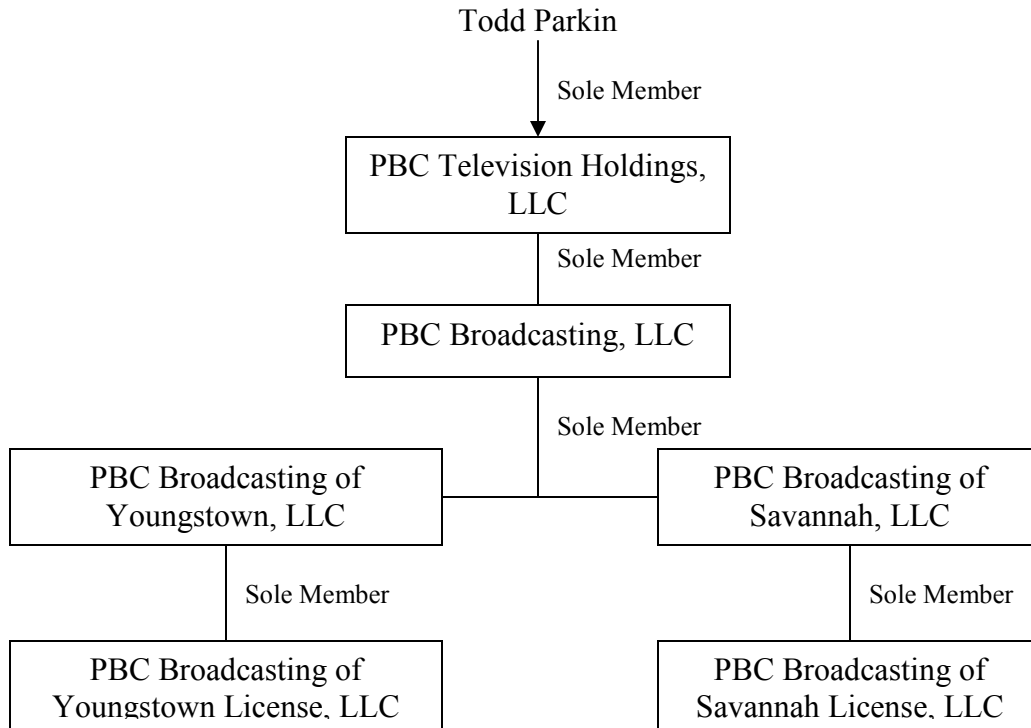 Todd Parkin
Sole Member
PBC Television Holdings,
LLC
Sole Member
PBC Broadcasting, LLC
Sole Member
PBC Broadcasting of
Youngstown, LLC
PBC Broadcasting of
Savannah, LLC
Sole Member
Sole Member
PBC Broadcasting of
Youngstown License, LLC
PBC Broadcasting of
Savannah License, LLC